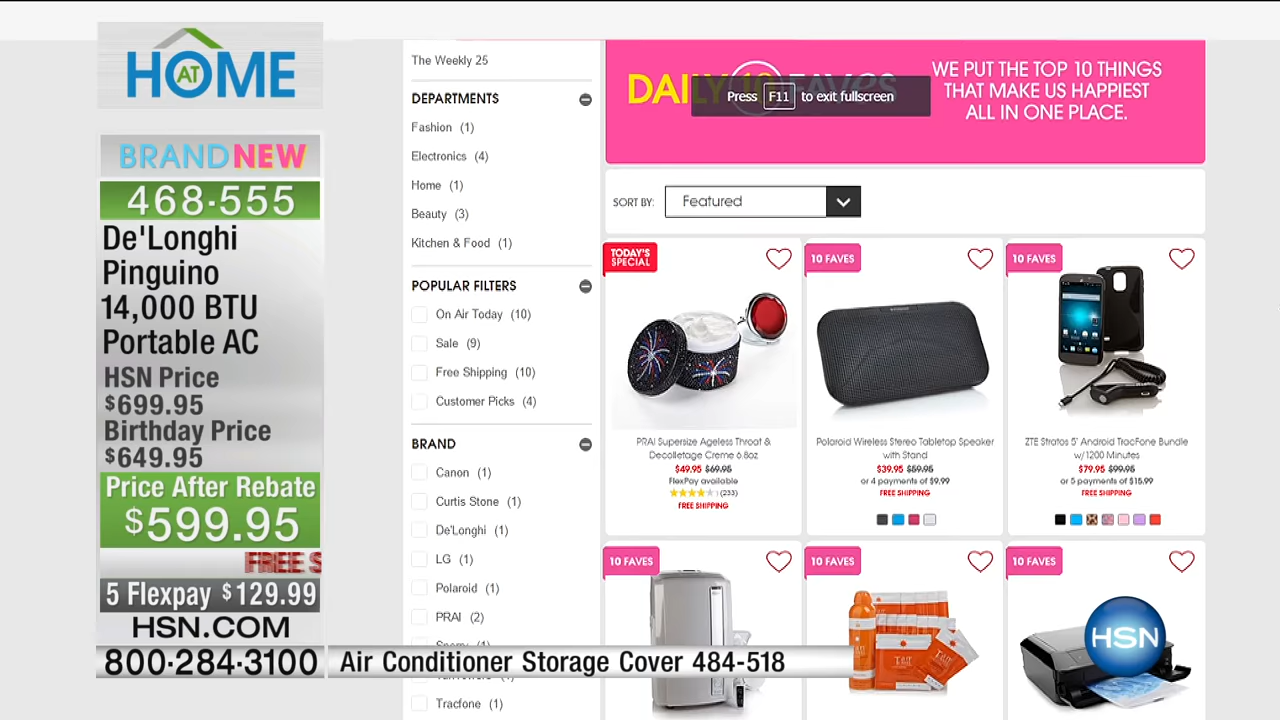 AT
HOME
BRAND NEW
468-555
De'Longhi
Pinguino
14,000 BTU
Portable AC
HSN Price
$699.95
Birthday Price
$649.95
Price After Rebate
$599.95
FREE S
5 Flexpay $129.99
HSN.COM
800·284·3100
Air Conditioner Storage Cover 484-518
The Weekly 25
DEPARTMENTS
Fashion (1)
Electronics (4)
Home (1)
Beauty (3)
Kitchen & Food (1)
POPULAR FILTERS
On Air Today (10)
Sale (9)
Free Shipping (10)
Customer Picks (4)
BRAND
Canon (1)
Curtis Stone (1)
De'Longhi (1)
LG (1)
Polaroid (1)
PRAI (2)
Tracfone (1)
DAILY 10 FAVES
Press F11 to exit fullscreen
WE PUT THE TOP 10 THINGS
THAT MAKE US HAPPIEST
ALL IN ONE PLACE.
SORT BY: Featured
TODAY'S
SPECIAL
PRAI Supersize Ageless Throat &
Decolletage Creme 6.8oz
$49.95 $69.95
FlexPay available
(233)
FREE SHIPPING
10 FAVES
Polaroid Wireless Stereo Tabletop Speaker
with Stand
$39.95 $59.95
or 4 payments of $9.99
FREE SHIPPING
10 FAVES
ZTE Stratos 5" Android TracFone Bundle
w/1200 Minutes
$79.95 $99.95
or 5 payments of $15.99
FREE SHIPPING
10 FAVES
10 FAVES
TAN
10 FAVES
HSN